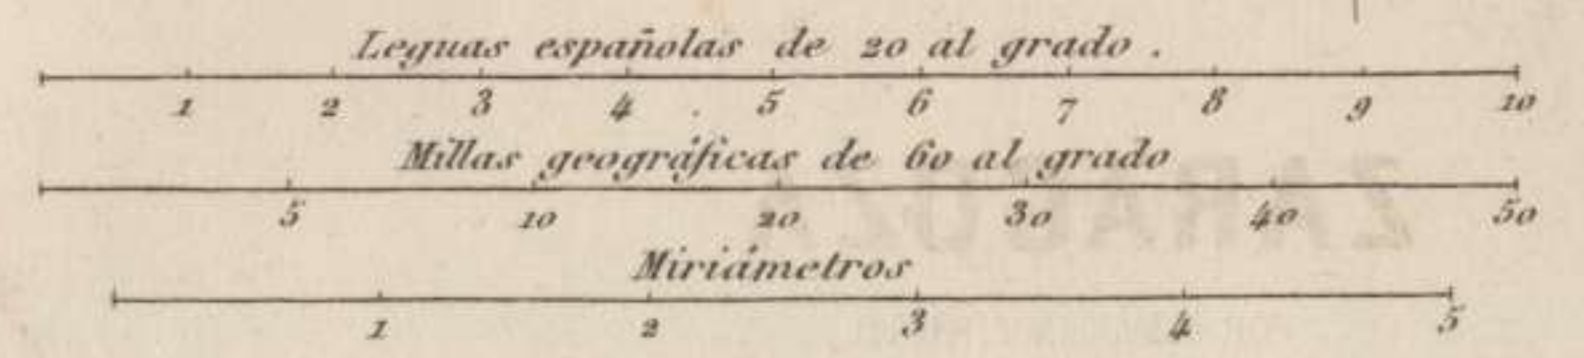 Leguas españolas de 20 al grado.
1 2 3 4 5 6 7 8 9 10
Millas geográficas de 60 al grado
5 10 20 30 40 50
Miriámetros
1 2 3 4 5